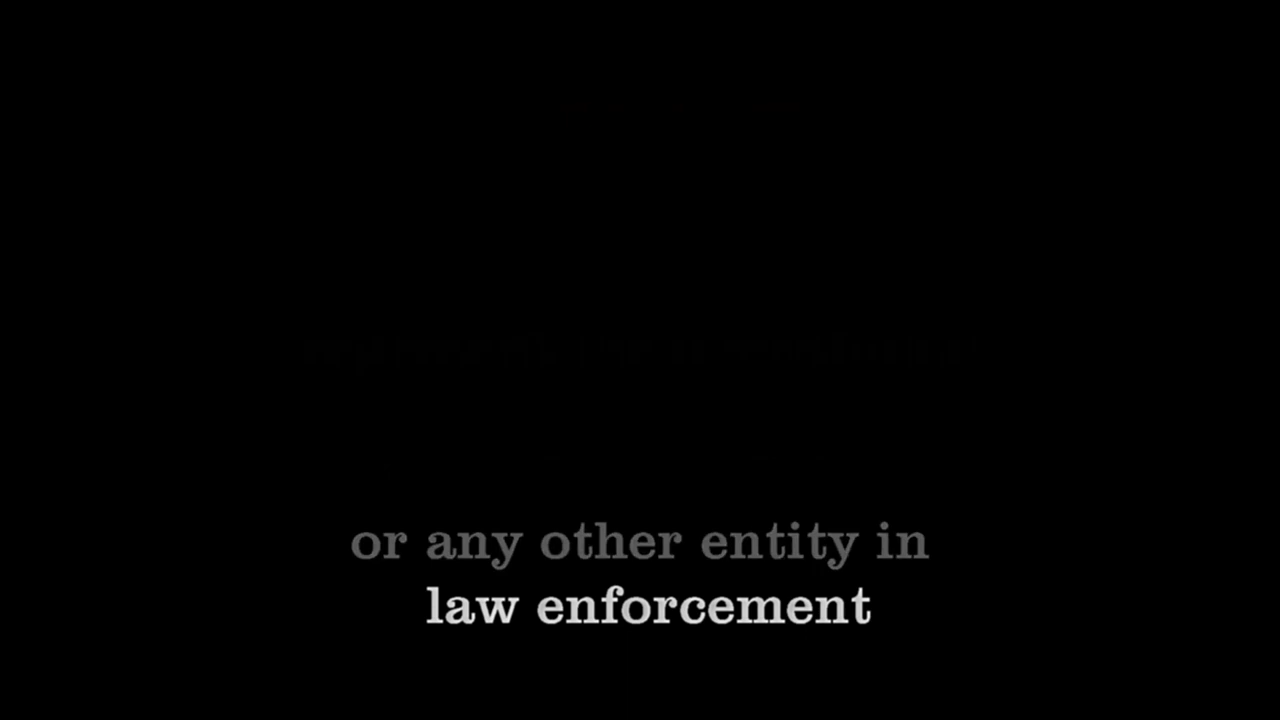 or any other entity in
law enforcement